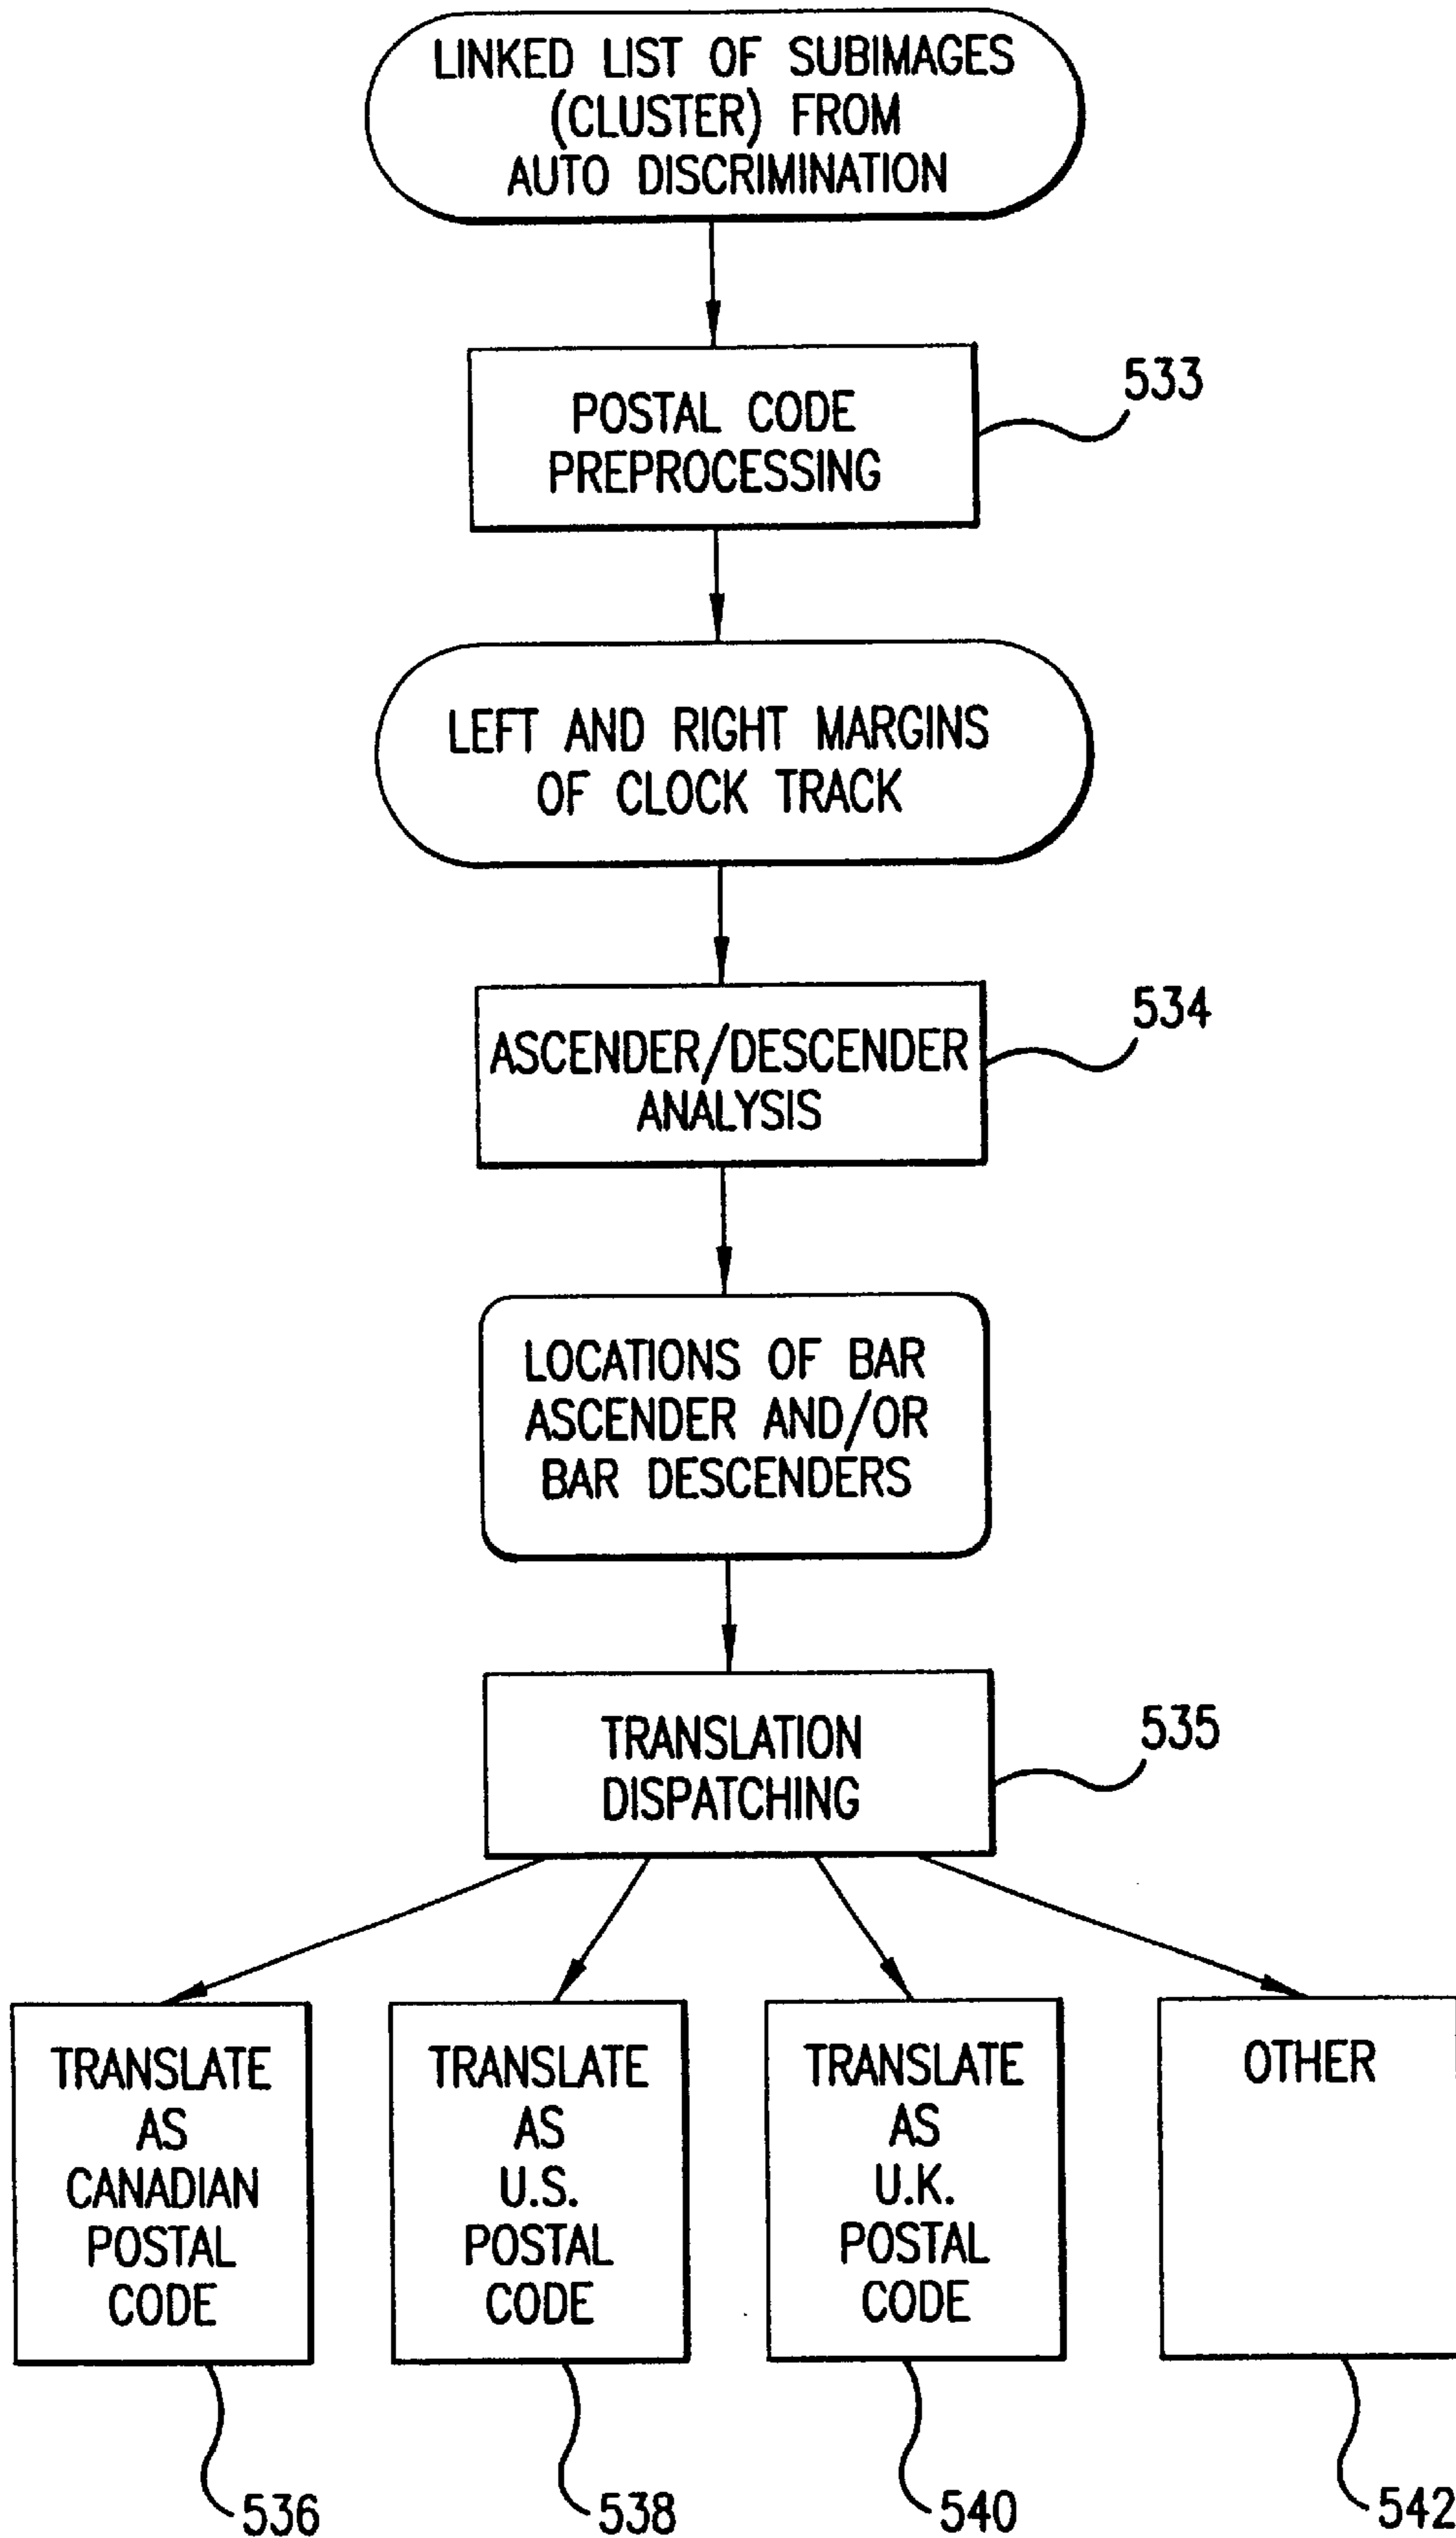 LINKED LIST OF SUBIMAGES
(CLUSTER) FROM
AUTO DISCRIMINATION
POSTAL CODE
PREPROCESSING
533
LEFT AND RIGHT MARGINS
OF CLOCK TRACK
ASCENDER/DESCENDER
ANALYSIS
534
LOCATIONS OF BAR
ASCENDER AND/OR
BAR DESCENDERS
TRANSLATION
DISPATCHING
535
TRANSLATE
AS
CANADIAN
POSTAL
CODE
536
TRANSLATE
AS
U.S.
POSTAL
CODE
538
TRANSLATE
AS
U.K.
POSTAL
CODE
540
OTHER
542